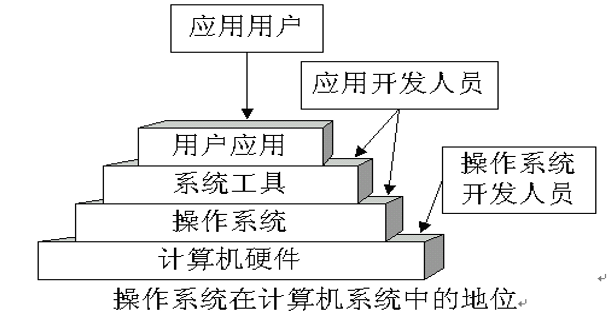 应用用户
应用开发人员
用户应用
系统工具
操作系统
开发人员
操作系统
计算机硬件
操作系统在计算机系统中的地位